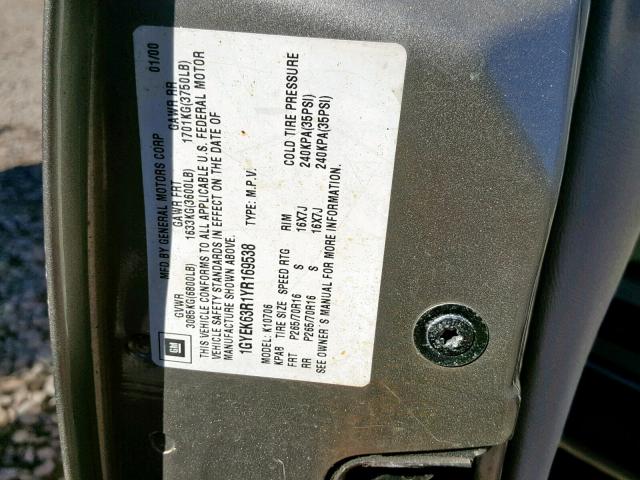 GM
MFD BY GENERAL MOTORS CORP 01/00
GVWR GAWR FRT GAWR RR
3085KG(6800LB) 1633KG(3600LB) 1701KG(3750LB)
THIS VEHICLE CONFORMS TO ALL APPLICABLE U.S. FEDERAL MOTOR
VEHICLE SAFETY STANDARDS IN EFFECT ON THE DATE OF
MANUFACTURE SHOWN ABOVE.
1GYEK63R1YR169538 TYPE: M.P.V.
MODEL: K10706
KPAR TIRE SIZE SPEED RTG RIM COLD TIRE PRESSURE
FRT P265/70R16 S 16X7J 240KPA(35PSI)
RR P265/70R16 S 16X7J 240KPA(35PSI)
SEE OWNER S MANUAL FOR MORE INFORMATION.